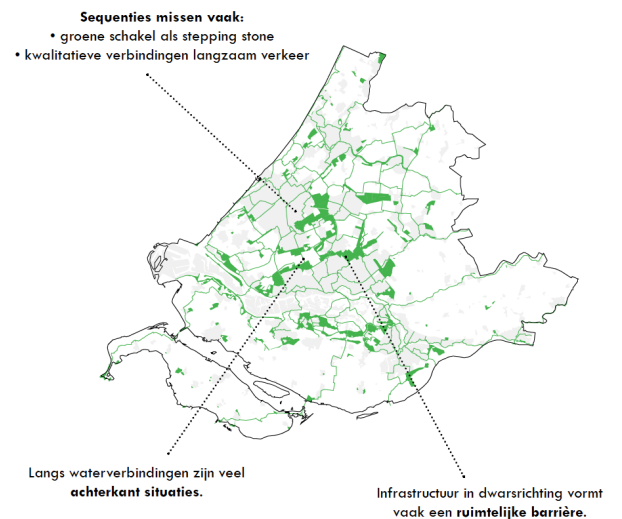 Sequenties missen vaak:
• groene schakel als stepping stone
• kwalitatieve verbindingen langzaam verkeer
Langs waterverbindingen zijn veel
achterkant situaties.
Infrastructuur in dwarsrichting vormt
vaak een ruimtelijke barrière.